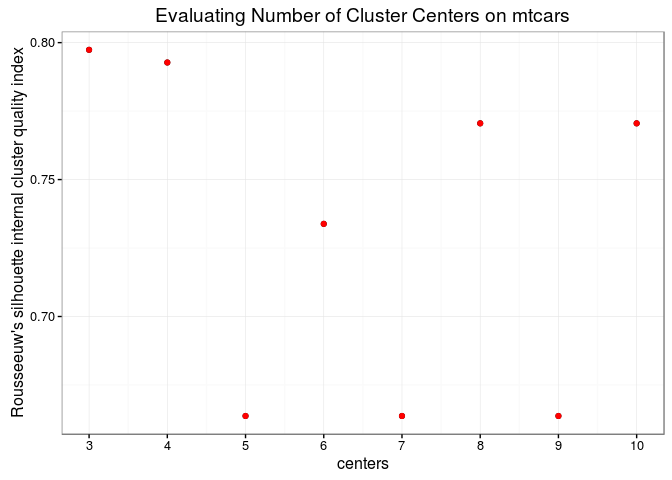 Evaluating Number of Cluster Centers on mtcars
Rousseeuw's silhouette internal cluster quality index
0.80
0.75
0.70
3 4 5 6 7 8 9 10
centers